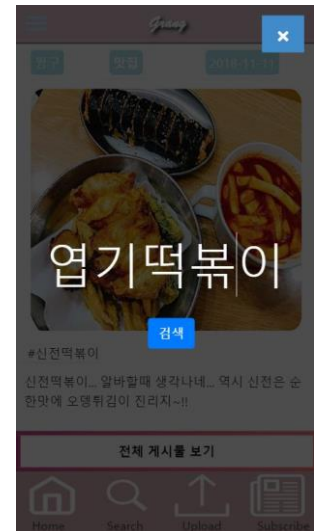 Grang
×
맛집
2018-11-11
엽기떡볶이
검색
#신전떡볶이
신전떡볶이... 알바할때 생각나네... 역시 신전은 순
한맛에 오뎅튀김이 진리지~!!
전체 게시물 보기
Home Search Upload Subscribe